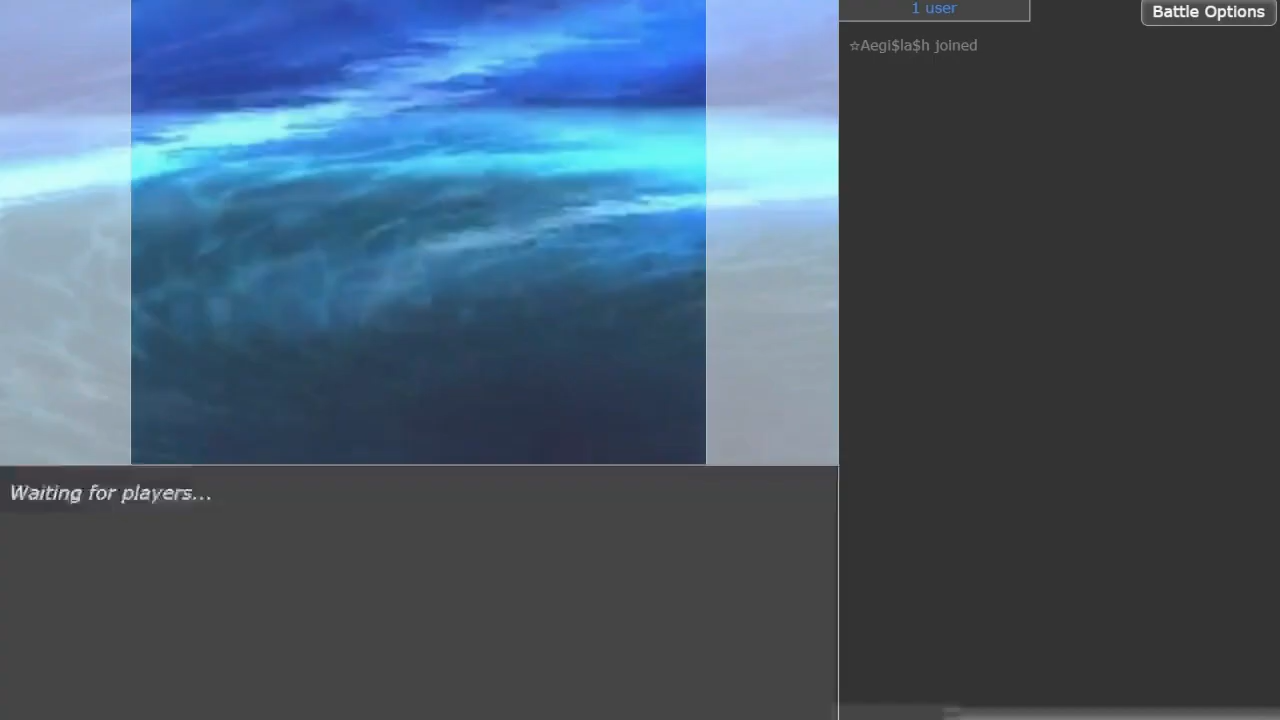 1 user
Battle Options
☆Aegi$la$h joined
Waiting for players...